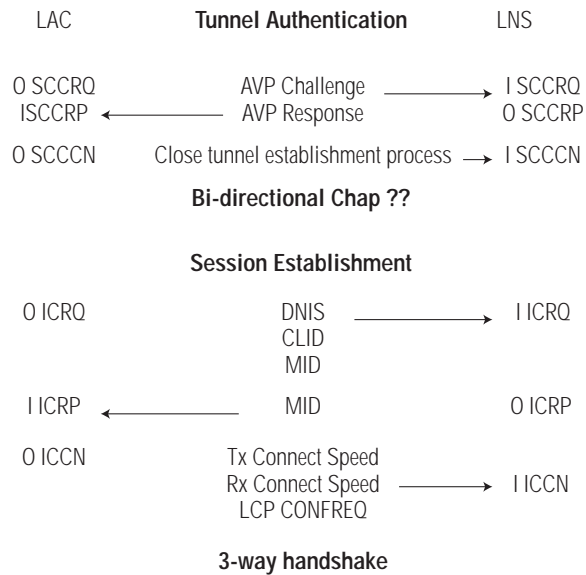 LAC Tunnel Authentication LNS
O SCCRQ AVP Challenge I SCCRQ
ISCCRP AVP Response O SCCRP
O SCCCN Close tunnel establishment process I SCCCN
Bi-directional Chap ??
Session Establishment
O ICRQ DNIS I ICRQ
CLID
MID
I ICRP MID O ICRP
O ICCN Tx Connect Speed
Rx Connect Speed I ICCN
LCP CONFREQ
3-way handshake